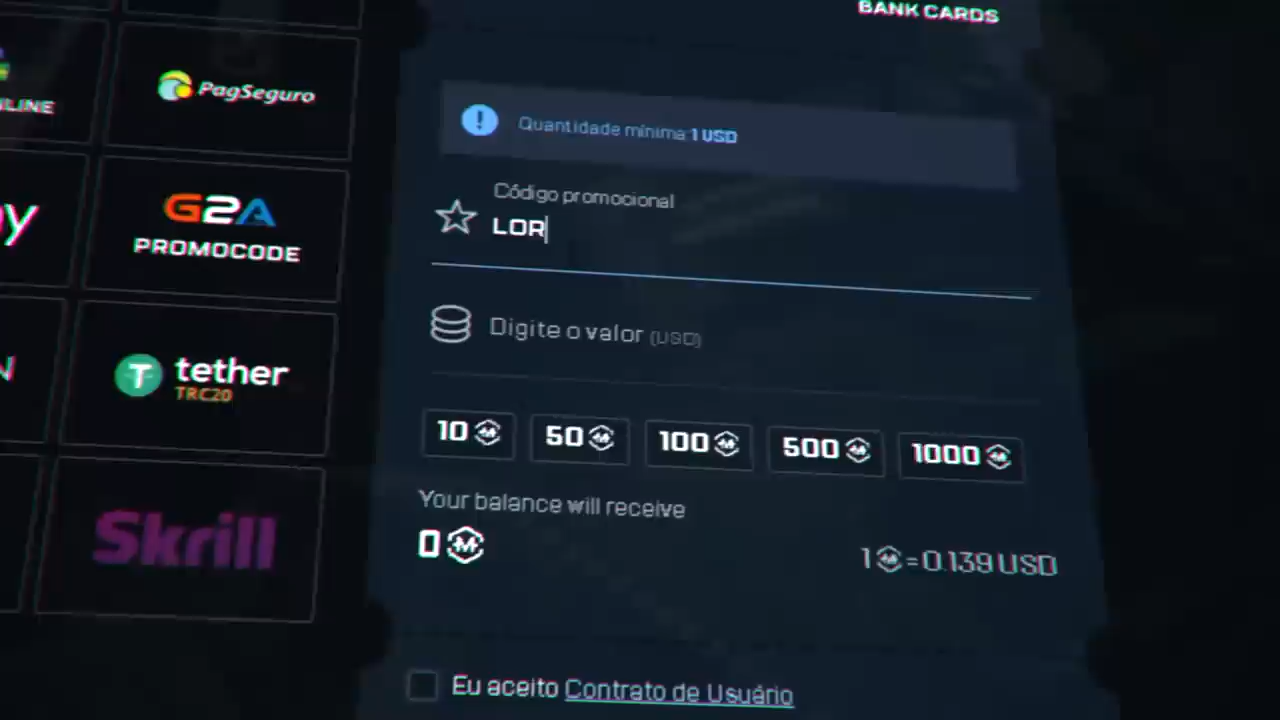 BANK CARDS
NLINE
PagSeguro
Quantidade mínima: 1 USD
Código promocional
LOR
G2A
PROMOCODE
Digite o valor (USD)
tether
TRC20
10
50
100
500
1000
Your balance will receive
0
1 = 0.139 USD
Skrill
Eu aceito Contrato de Usuário